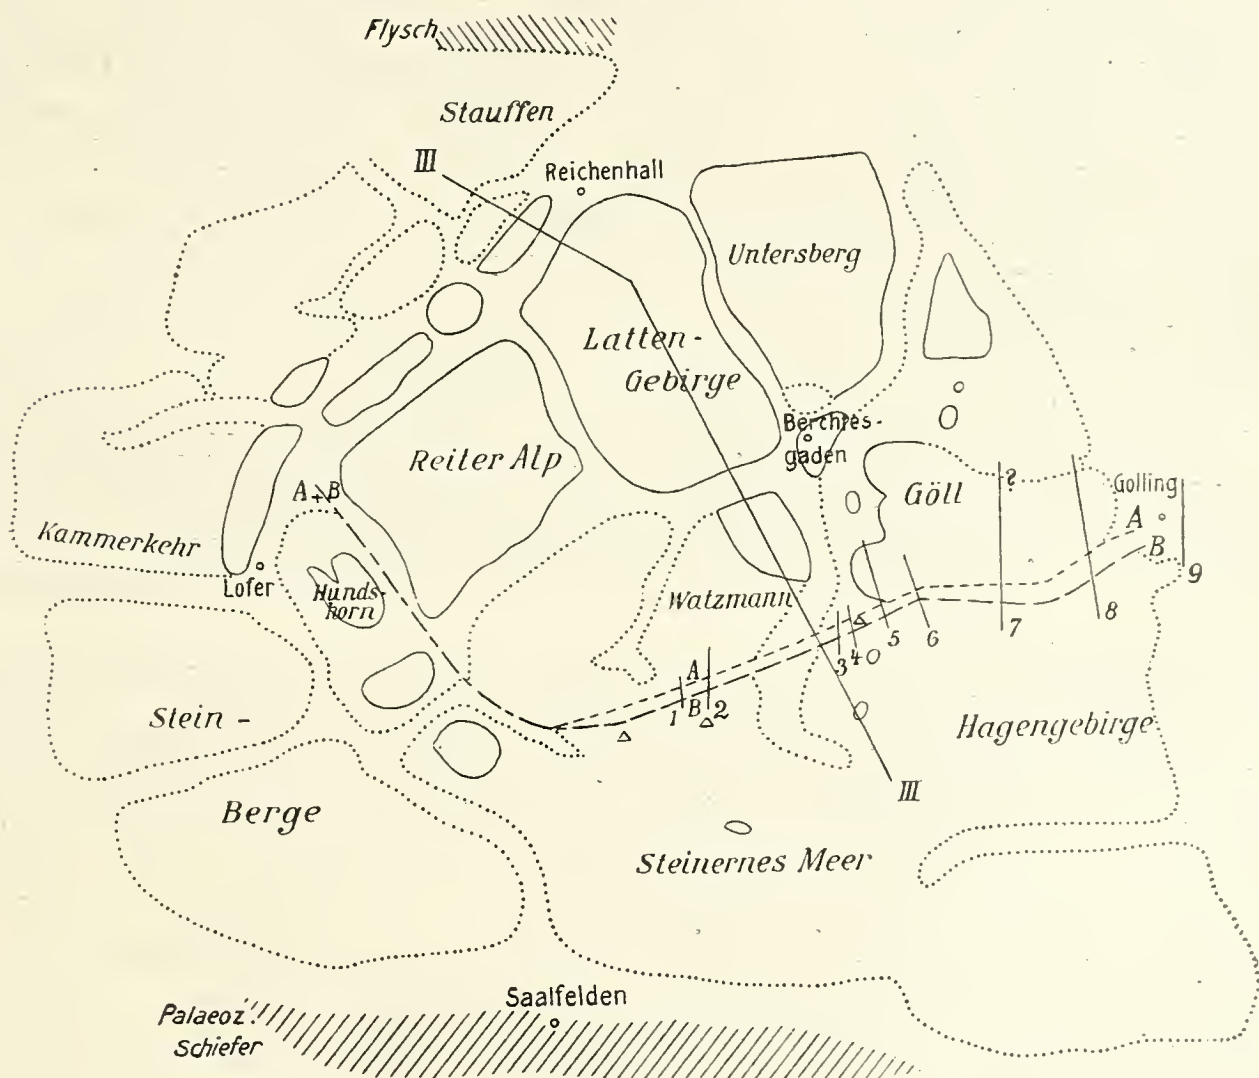 Flysch
Stauffen
III
Reichenhall
Untersberg
Latten-
Gebirge
Berchtes-
gaden
Reiter Alp
A+B
Göll
?
Golling
A
B
9
Kammerkehr
Lofer
Hunds-
horn
Watzmann
8
7
6
5
3 4
A
1 B 2
Stein-
Hagengebirge
III
Berge
Steinernes Meer
Saalfelden
Palaeoz.
Schiefer